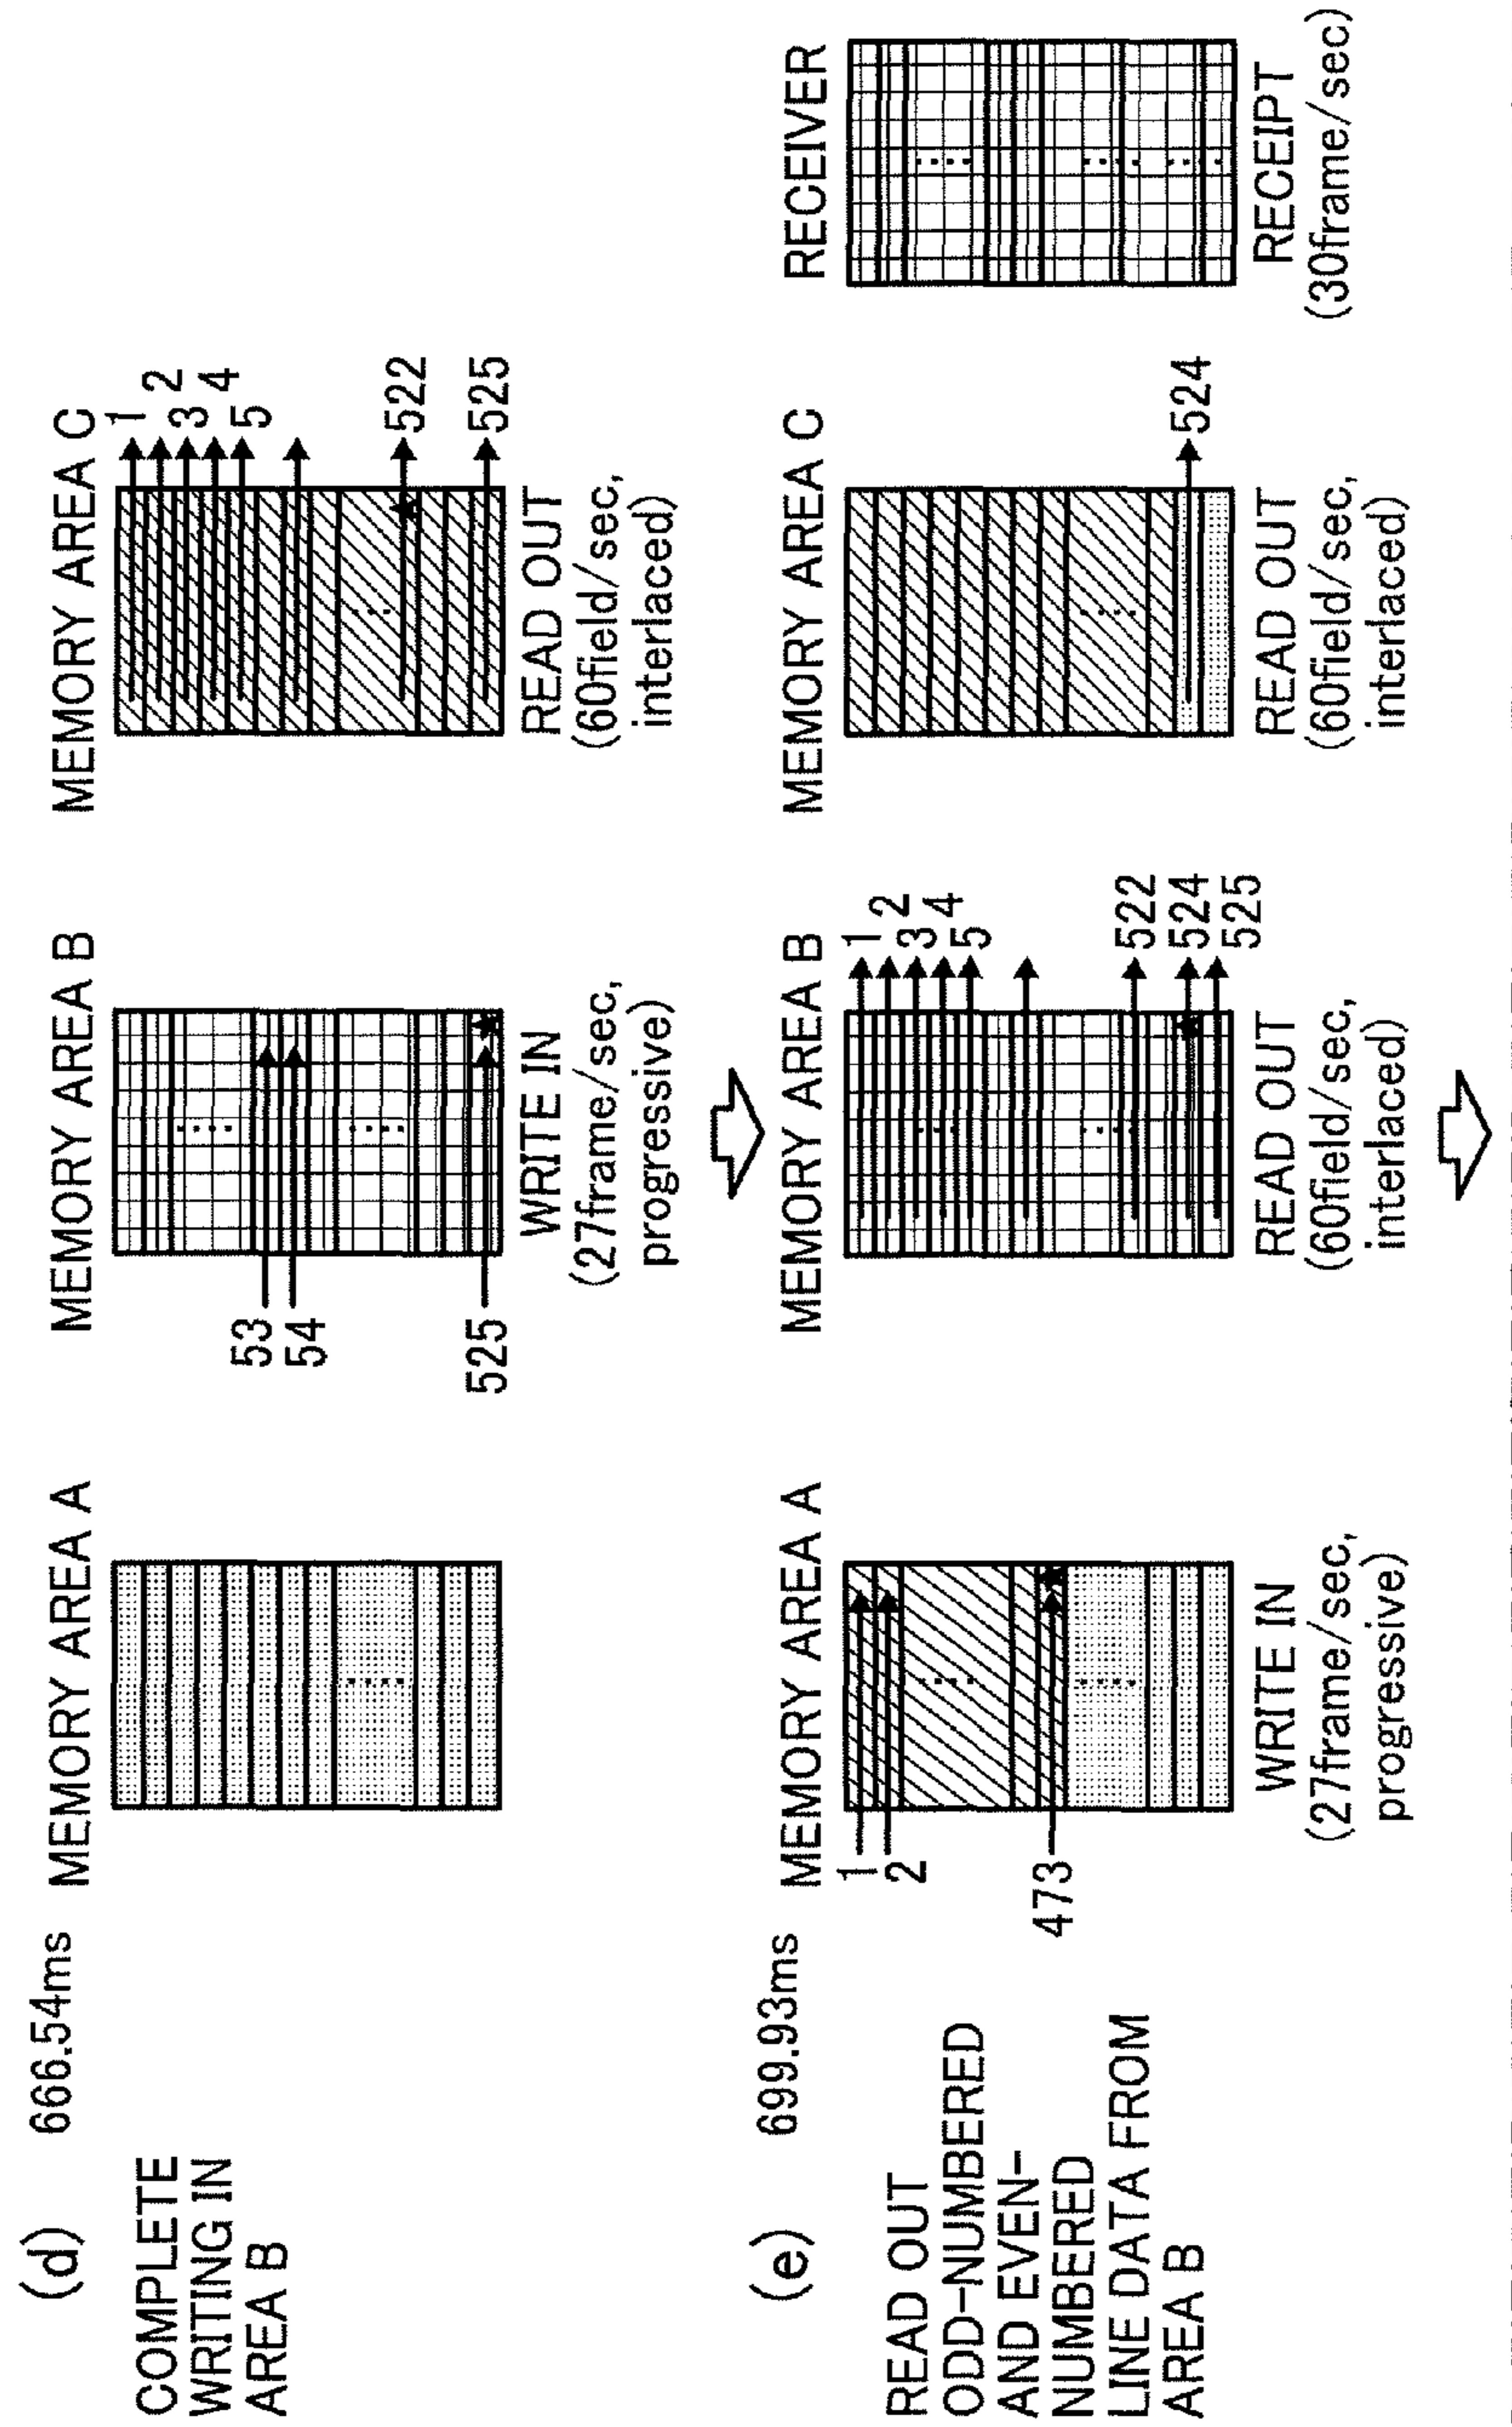 (d) 666.54ms
COMPLETE
WRITING IN
AREA B
MEMORY AREA A
MEMORY AREA B
53
54
525
WRITE IN
(27frame/sec,
progressive)
MEMORY AREA C
1
2
3
4
5
522
525
READ OUT
(60field/sec,
interlaced)
(e) 699.93ms
READ OUT
ODD-NUMBERED
AND EVEN-
NUMBERED
LINE DATA FROM
AREA B
MEMORY AREA A
1
2
473
WRITE IN
(27frame/sec,
progressive)
MEMORY AREA B
1
2
3
4
5
522
524
525
READ OUT
(60field/sec,
interlaced)
MEMORY AREA C
524
READ OUT
(60field/sec,
interlaced)
RECEIVER
RECEIPT
(30frame/sec)